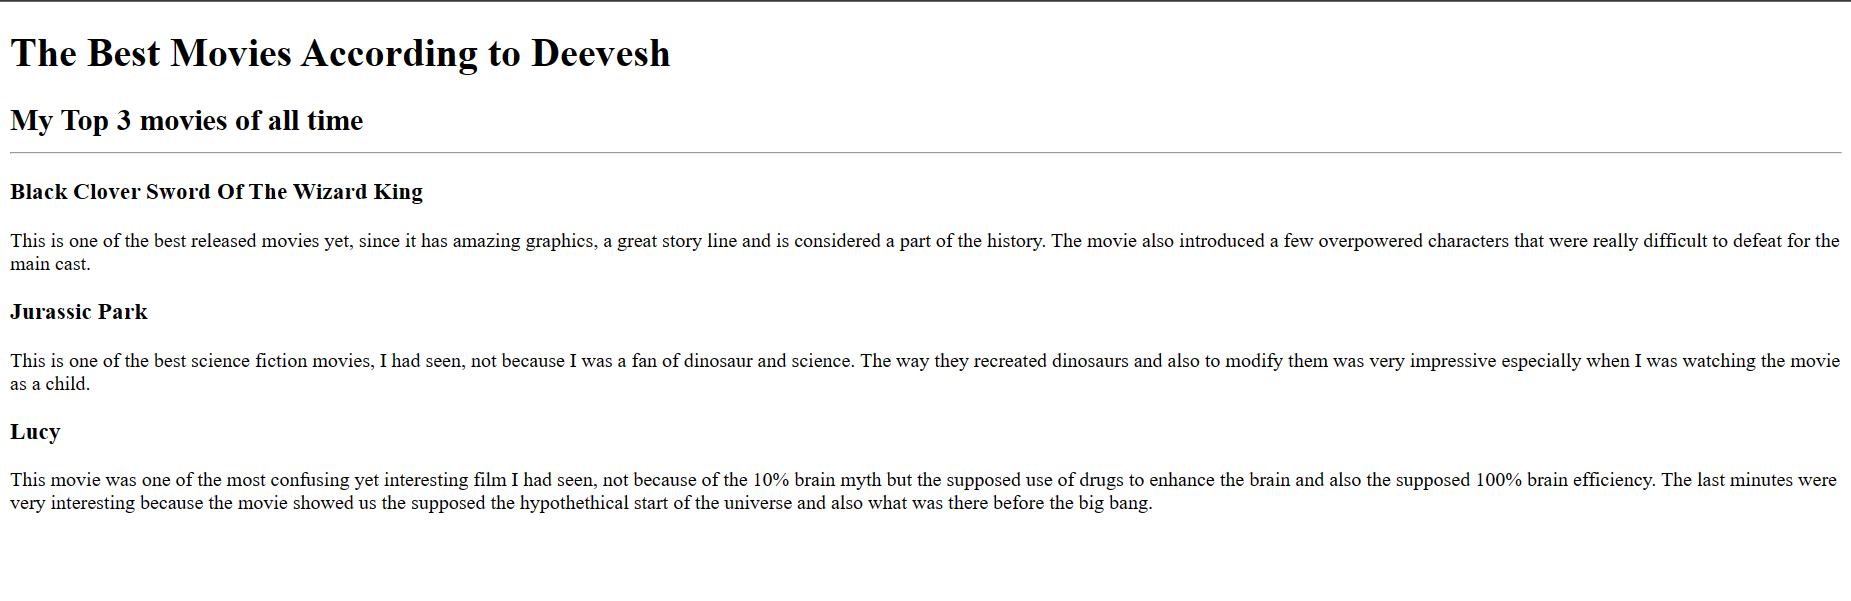 The Best Movies According to Deevesh
My Top 3 movies of all time
Black Clover Sword Of The Wizard King
This is one of the best released movies yet, since it has amazing graphics, a great story line and is considered a part of the history. The movie also introduced a few overpowered characters that were really difficult to defeat for the
main cast.
Jurassic Park
This is one of the best science fiction movies, I had seen, not because I was a fan of dinosaur and science. The way they recreated dinosaurs and also to modify them was very impressive especially when I was watching the movie
as a child.
Lucy
This movie was one of the most confusing yet interesting film I had seen, not because of the 10% brain myth but the supposed use of drugs to enhance the brain and also the supposed 100% brain efficiency. The last minutes were
very interesting because the movie showed us the supposed the hypothethical start of the universe and also what was there before the big bang.